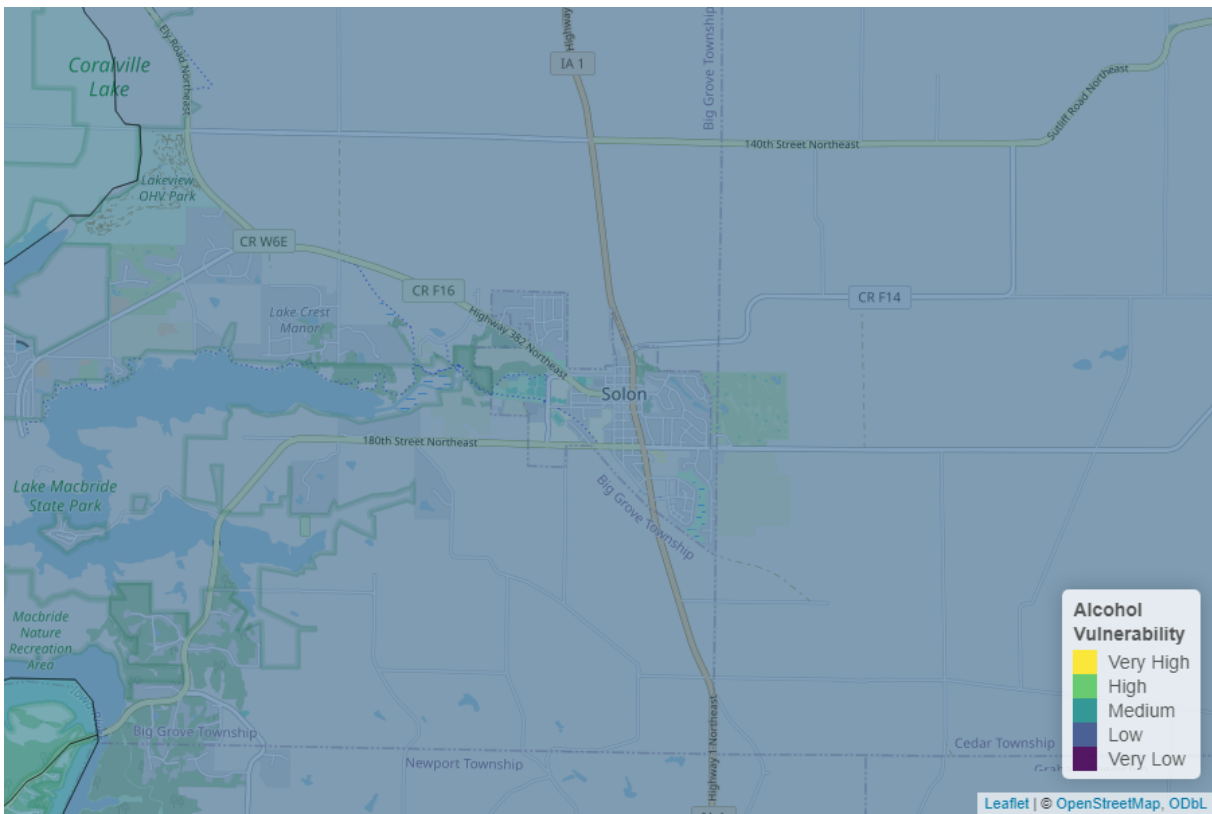 Highway
Ely Road Northeast
Coralville
Lake
IA 1
Big Grove Township
Sutliff Road Northeast
140th Street Northeast
Lakeview
OHV Park
CR W6E
CR F16
CR F14
Lake Crest
Manor
Highway 382 Northeast
Solon
180th Street Northeast
Lake Macbride
State Park
Big Grove Township
Macbride
Nature
Recreation
Area
Big Grove Township
Newport Township
Highway 1 Northeast
Cedar Township
Alcohol
Vulnerability
Very High
High
Medium
Low
Very Low
Leaflet | © OpenStreetMap, ODbL